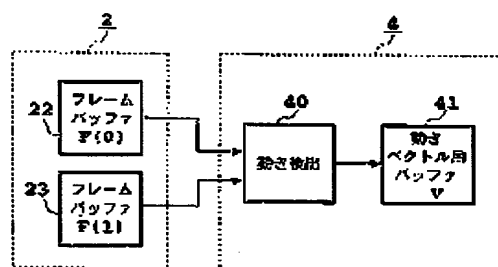 2
4
22
フレーム
バッファ
F(0)
23
フレーム
バッファ
F(1)
40
動き検出
41
動き
ベクトル用
バッファ
V